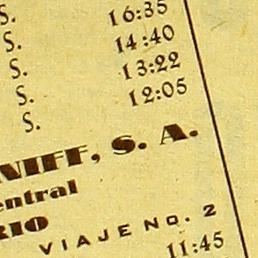 S. 16:35
S. 14:40
S. 13:22
S. 12:05
S.
NIFF, S. A.
entral
RIO
VIAJE No. 2
11:45